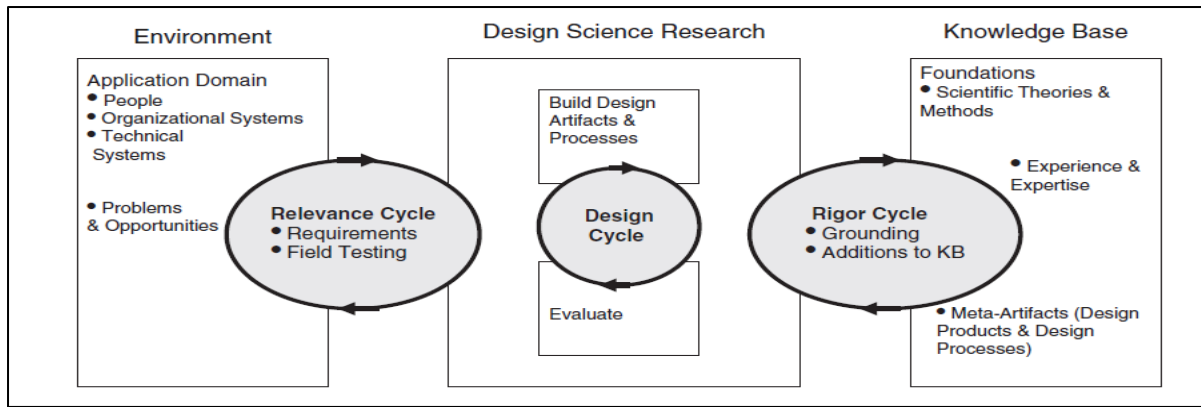 Environment
Design Science Research
Knowledge Base
Application Domain
• People
• Organizational Systems
• Technical
Systems
• Problems
& Opportunities
Relevance Cycle
• Requirements
• Field Testing
Build Design
Artifacts &
Processes
Design
Cycle
Evaluate
Rigor Cycle
• Grounding
• Additions to KB
Foundations
• Scientific Theories &
Methods
• Experience &
Expertise
• Meta-Artifacts (Design
Products & Design
Processes)